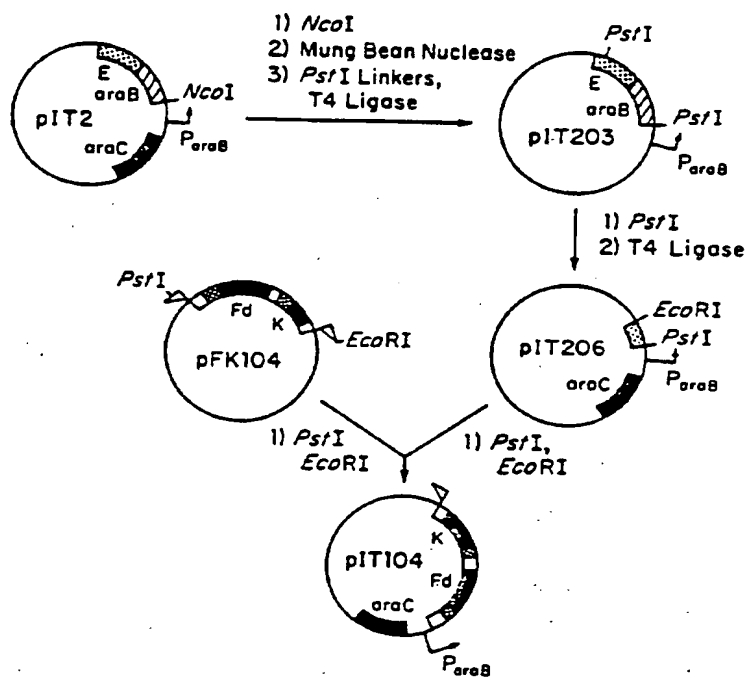 1) NcoI
2) Mung Bean Nuclease
3) PstI Linkers,
T4 Ligase
E
araB
NcoI
pIT2
ParaB
araC
PstI
E
araB
PstI
pIT203
ParaB
1) PstI
2) T4 Ligase
PstI
Fd
K
EcoRI
pFK104
EcoRI
PstI
pIT206
ParaB
araC
1) PstI
EcoRI
1) PstI,
EcoRI
K
pIT104
Fd
araC
ParaB